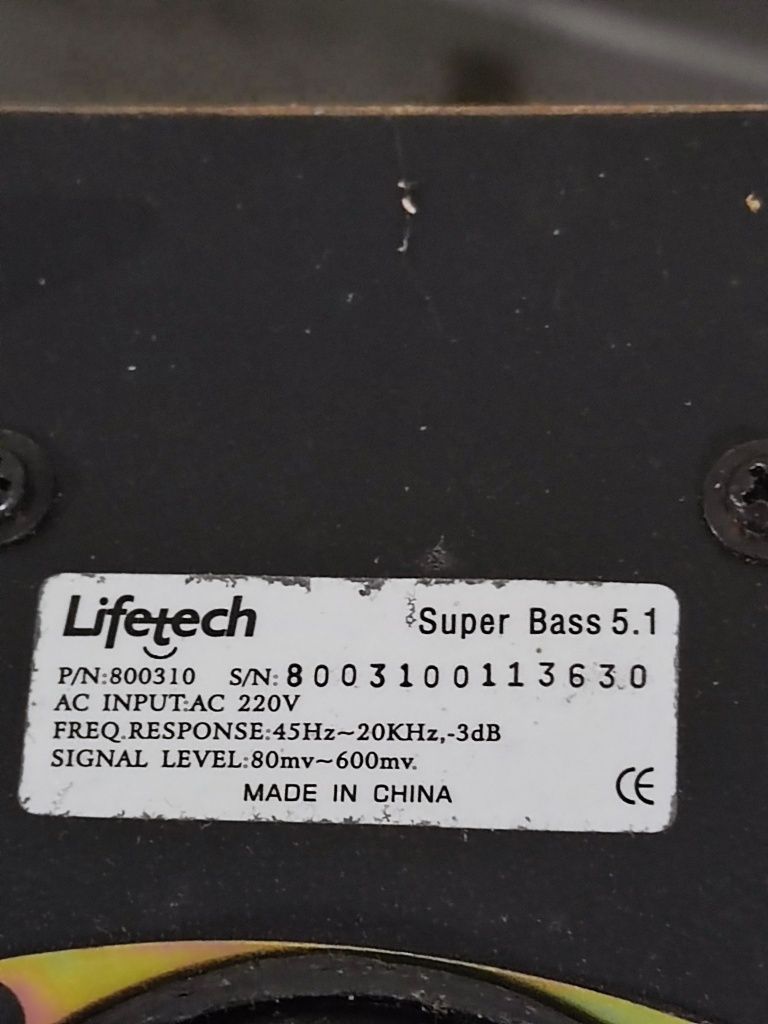 Lifetech Super Bass 5.1
P/N:800310 S/N: 8003100113630
AC INPUT:AC 220V
FREQ.RESPONSE:45Hz~20KHz,-3dB
SIGNAL LEVEL:80mv~600mv.
MADE IN CHINA CE